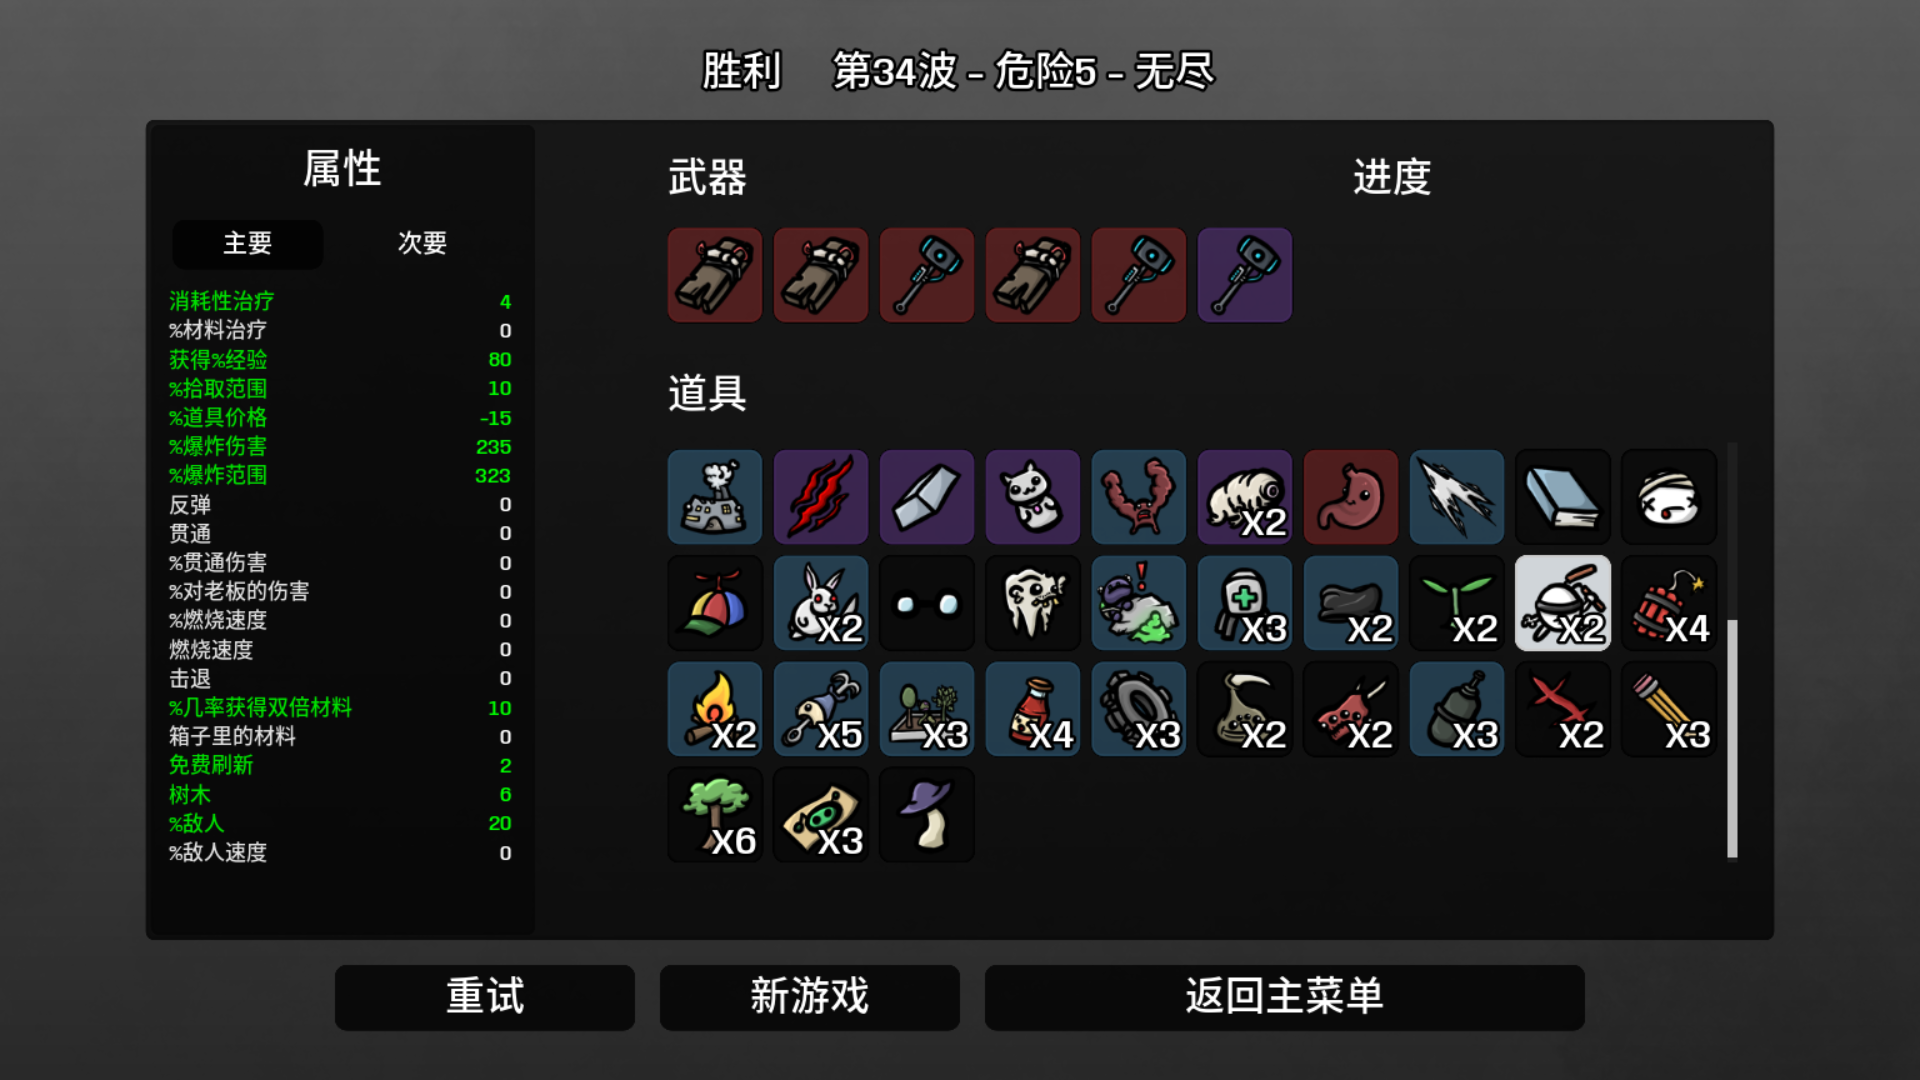 胜利 第34波 - 危险5 - 无尽
属性
主要 次要
消耗性治疗 4
%材料治疗 0
获得%经验 80
%拾取范围 10
%道具价格 -15
%爆炸伤害 235
%爆炸范围 323
反弹 0
贯通 0
%贯通伤害 0
%对老板的伤害 0
%燃烧速度 0
燃烧速度 0
击退 0
%几率获得双倍材料 10
箱子里的材料 0
免费刷新 2
树木 6
%敌人 20
%敌人速度 0
武器
进度
道具
X2
X2 X3 X2 X2 X2 X4
X2 X5 X3 X4 X3 X2 X2 X3 X2 X3
X6 X3
重试 新游戏 返回主菜单